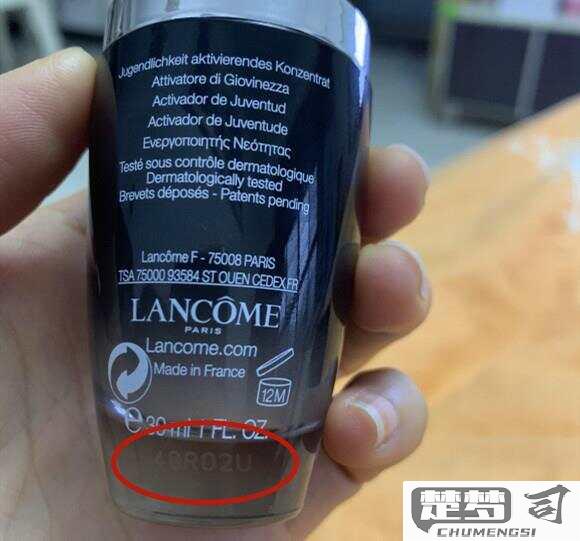 Jugendlichkeit aktivierendes Konzentrat
Attivatore di Giovinezza
Activador de Juventud
Activador de Juventude
Ενεργοποιητής Νεότητας
Testé sous contrôle dermatologique
Dermatologically tested
Brevets déposés - Patents pending
Lancôme F - 75008 PARIS
TSA 75000 93584 ST OUEN CEDEX FR
LANCÔME
PARIS
Lancome.com
Made in France
12M
e 30 ml 1 FL. OZ.
48R02U
楚梦司
CHUMENGSI